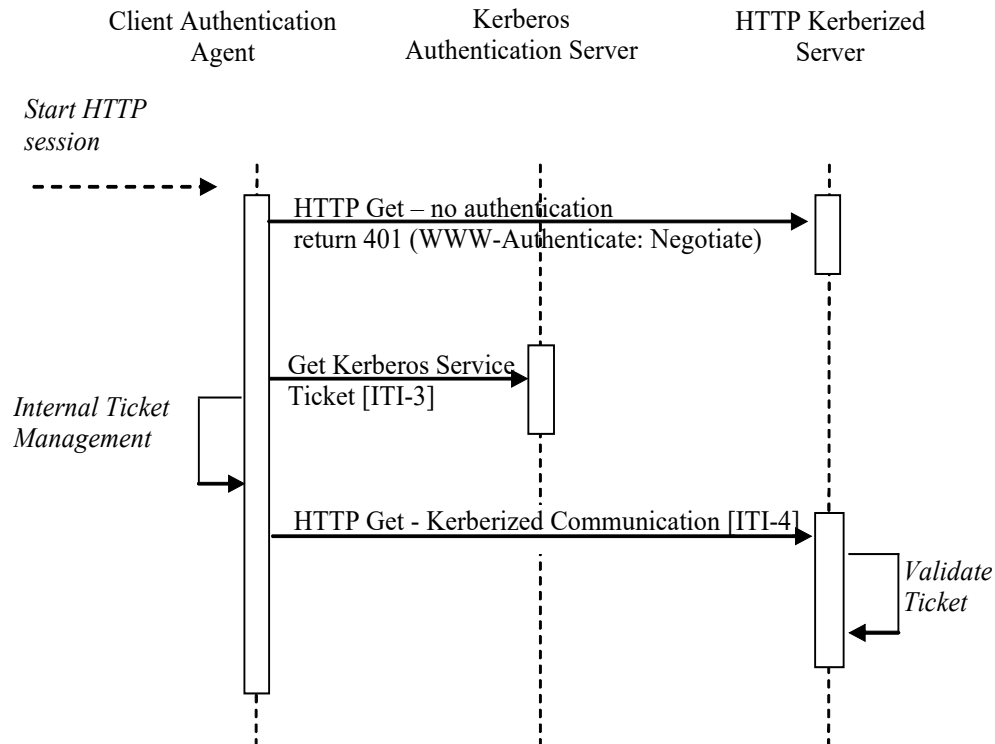 Client Authentication
Agent
Kerberos
Authentication Server
HTTP Kerberized
Server
Start HTTP
session
HTTP Get – no authentication
return 401 (WWW-Authenticate: Negotiate)
Get Kerberos Service
Ticket [ITI-3]
Internal Ticket
Management
HTTP Get - Kerberized Communication [ITI-4]
Validate
Ticket